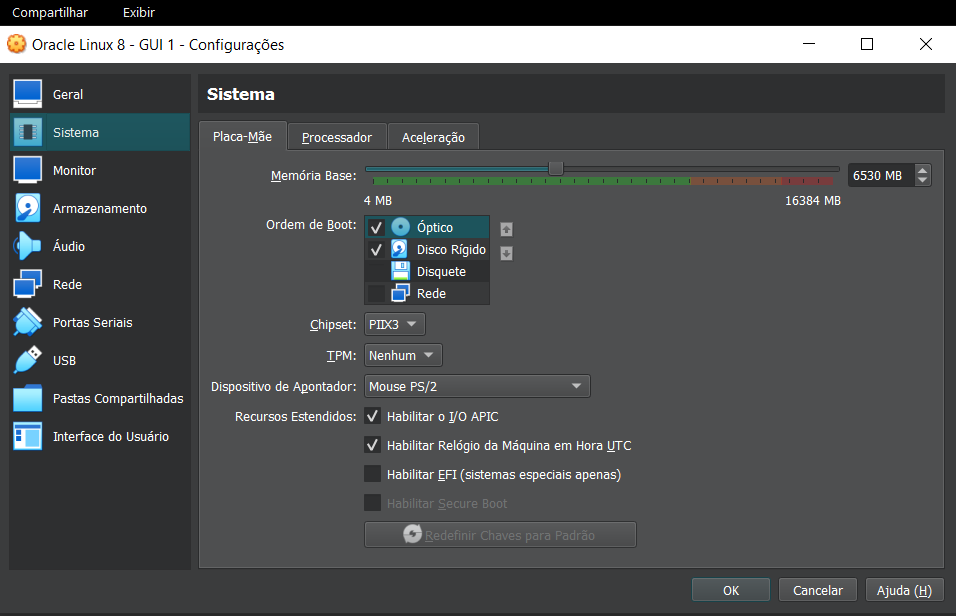 Compartilhar Exibir
Oracle Linux 8 - GUI 1 - Configurações
Geral
Sistema
Monitor
Armazenamento
Áudio
Rede
Portas Seriais
USB
Pastas Compartilhadas
Interface do Usuário
Sistema
Placa-Mãe Processador Aceleração
Memória Base: 6530 MB
4 MB 16384 MB
Ordem de Boot: Óptico
Disco Rígido
Disquete
Rede
Chipset: PIIX3
TPM: Nenhum
Dispositivo de Apontador: Mouse PS/2
Recursos Estendidos: Habilitar o I/O APIC
Habilitar Relógio da Máquina em Hora UTC
Habilitar EFI (sistemas especiais apenas)
Habilitar Secure Boot
Redefinir Chaves para Padrão
OK Cancelar Ajuda (H)